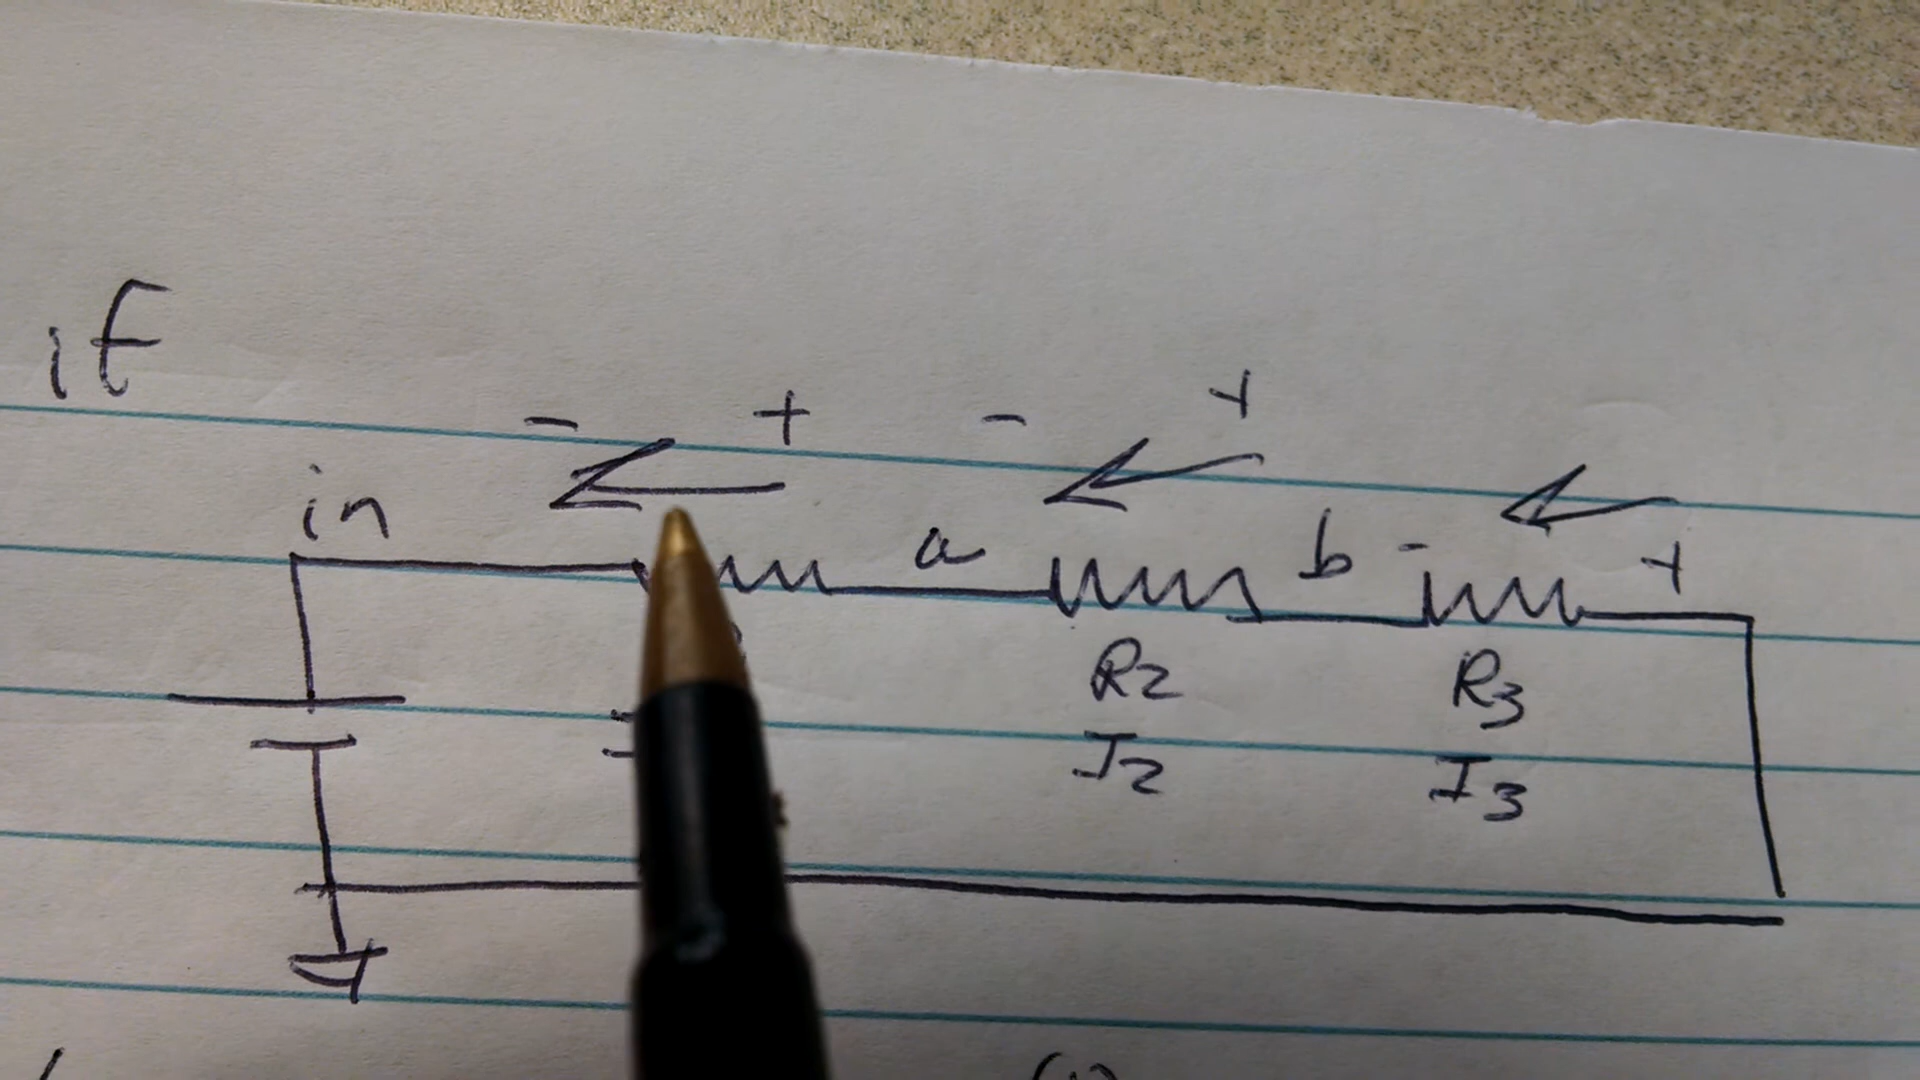 if
- + - +
in a b - +
R2 R3
I2 I3